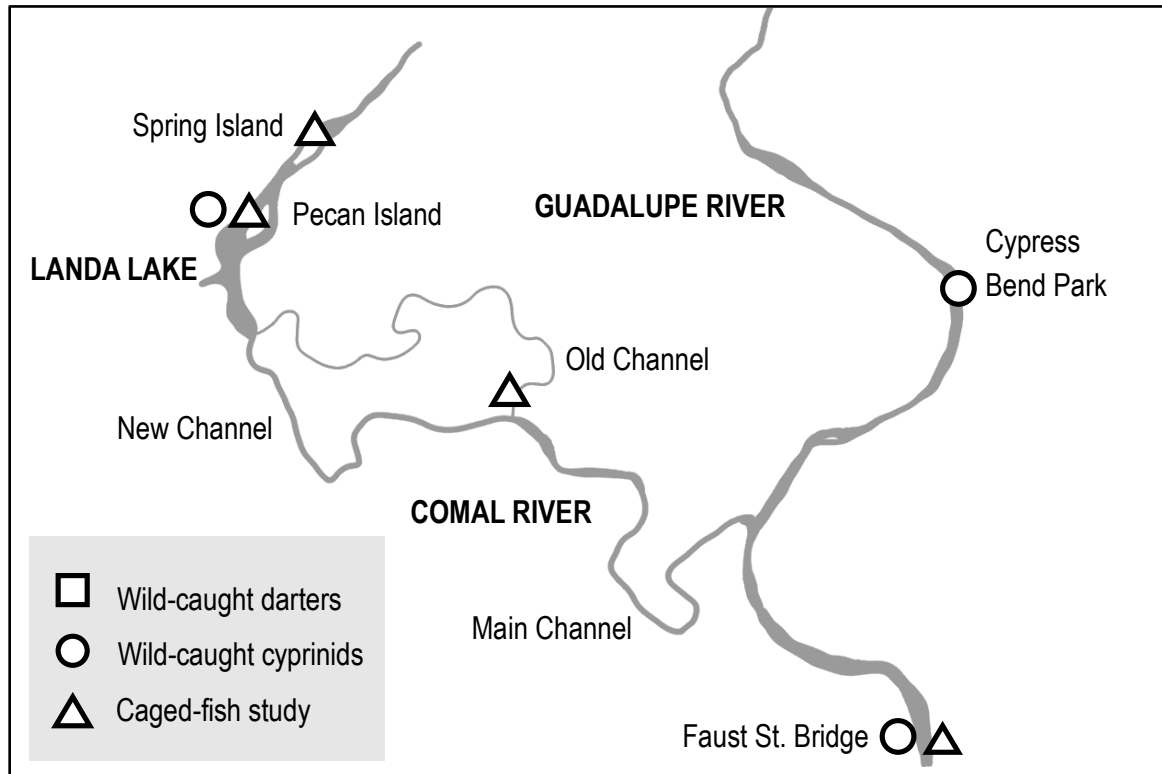 Spring Island
Pecan Island
GUADALUPE RIVER
Cypress
Bend Park
LANDA LAKE
Old Channel
New Channel
COMAL RIVER
Main Channel
Wild-caught darters
Wild-caught cyprinids
Caged-fish study
Faust St. Bridge